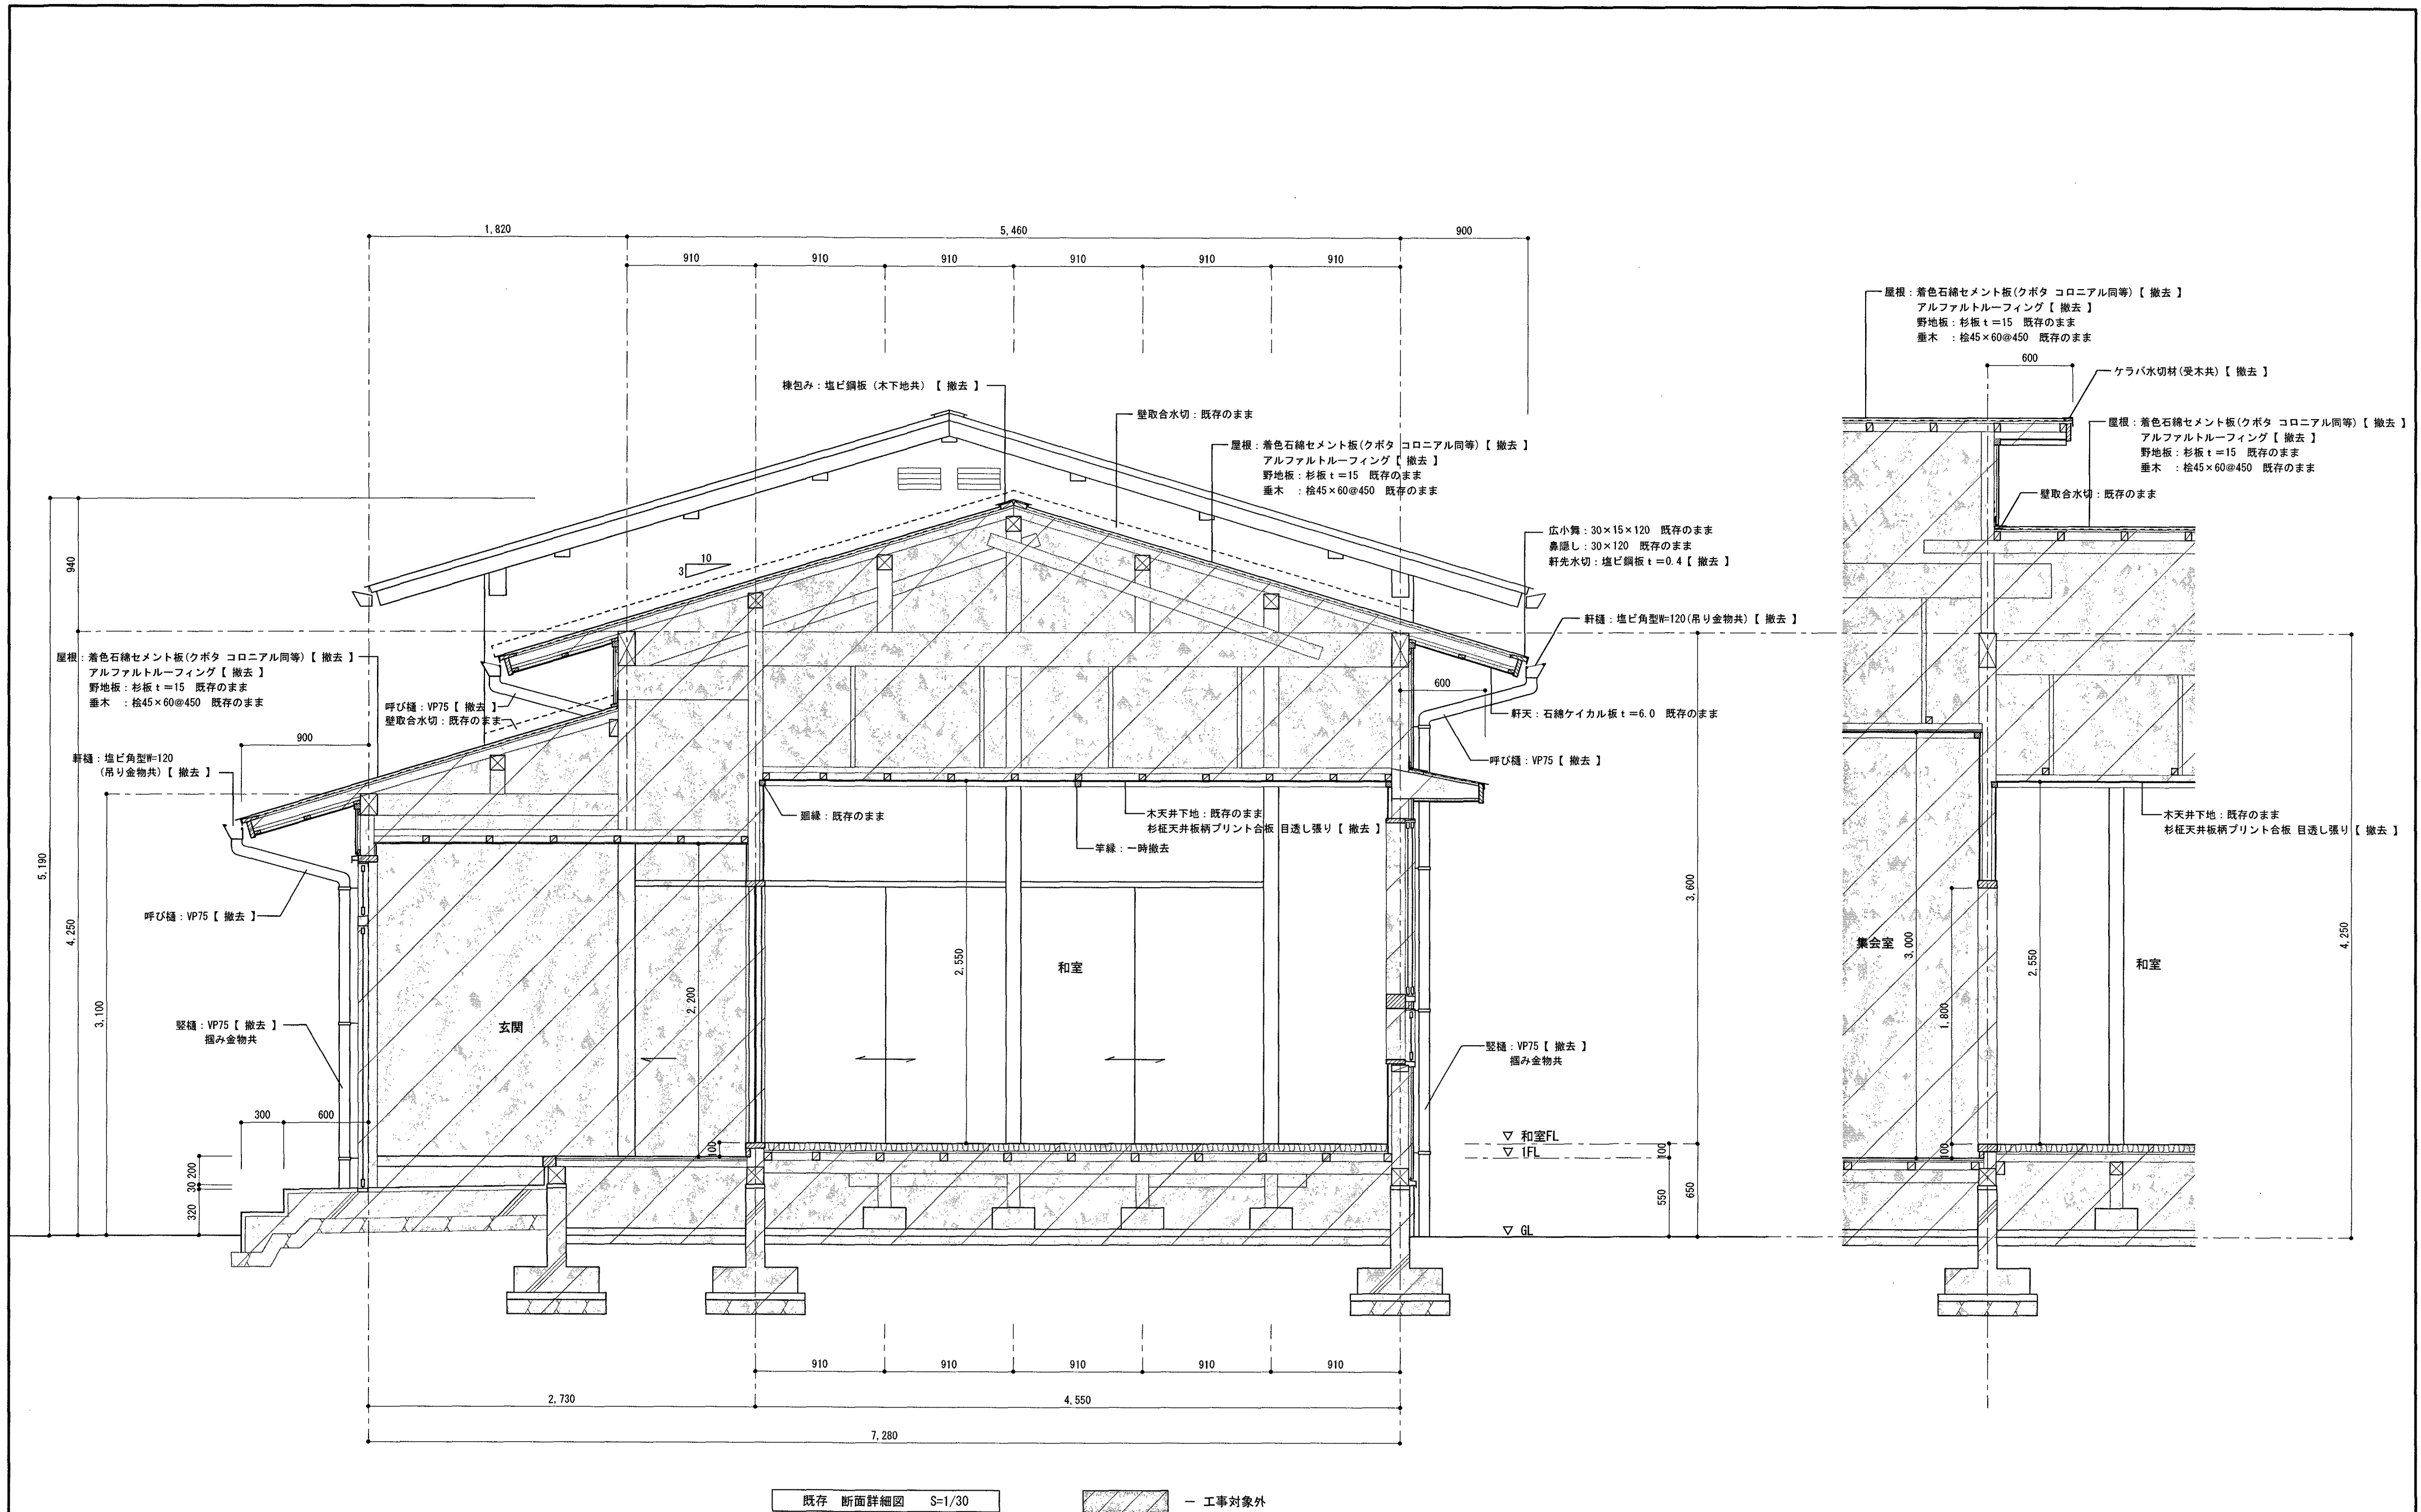 1,820
5,460
900
910
910
910
910
910
910
屋根：着色石綿セメント板(クボタ コロニアル同等)【 撤去 】
アルファルトルーフィング【 撤去 】
野地板：杉板ｔ＝15 既存のまま
垂木 ：桧45×60@450 既存のまま
600
ケラバ水切材(受木共)【 撤去 】
棟包み：塩ビ鋼板（木下地共）【 撤去 】
壁取合水切：既存のまま
屋根：着色石綿セメント板(クボタ コロニアル同等)【 撤去 】
アルファルトルーフィング【 撤去 】
野地板：杉板ｔ＝15 既存のまま
垂木 ：桧45×60@450 既存のまま
屋根：着色石綿セメント板(クボタ コロニアル同等)【 撤去 】
アルファルトルーフィング【 撤去 】
野地板：杉板ｔ＝15 既存のまま
垂木 ：桧45×60@450 既存のまま
壁取合水切：既存のまま
広小舞：30×15×120 既存のまま
鼻隠し：30×120 既存のまま
軒先水切：塩ビ鋼板ｔ＝0.4【 撤去 】
10
3
940
軒樋：塩ビ角型W=120(吊り金物共)【 撤去 】
屋根：着色石綿セメント板(クボタ コロニアル同等)【 撤去 】
アルファルトルーフィング【 撤去 】
野地板：杉板ｔ＝15 既存のまま
垂木 ：桧45×60@450 既存のまま
呼び樋：VP75【 撤去 】
壁取合水切：既存のまま
600
軒天：石綿ケイカル板ｔ＝6.0 既存のまま
呼び樋：VP75【 撤去 】
900
軒樋：塩ビ角型W=120
(吊り金物共)【 撤去 】
廻縁：既存のまま
木天井下地：既存のまま
杉柾天井板柄プリント合板 目透し張り【 撤去 】
竿縁：一時撤去
木天井下地：既存のまま
杉柾天井板柄プリント合板 目透し張り【 撤去 】
5,190
4,250
3,100
呼び樋：VP75【 撤去 】
3,600
4,250
集会室
3,000
2,550
和室
2,550
和室
2,200
玄関
1,800
竪樋：VP75【 撤去 】
掴み金物共
竪樋：VP75【 撤去 】
掴み金物共
300
600
100
100
▽ 和室FL
▽ 1FL
100
550
650
▽ GL
200
30
320
910
910
910
910
910
2,730
4,550
7,280
既存 断面詳細図 S=1/30
― 工事対象外